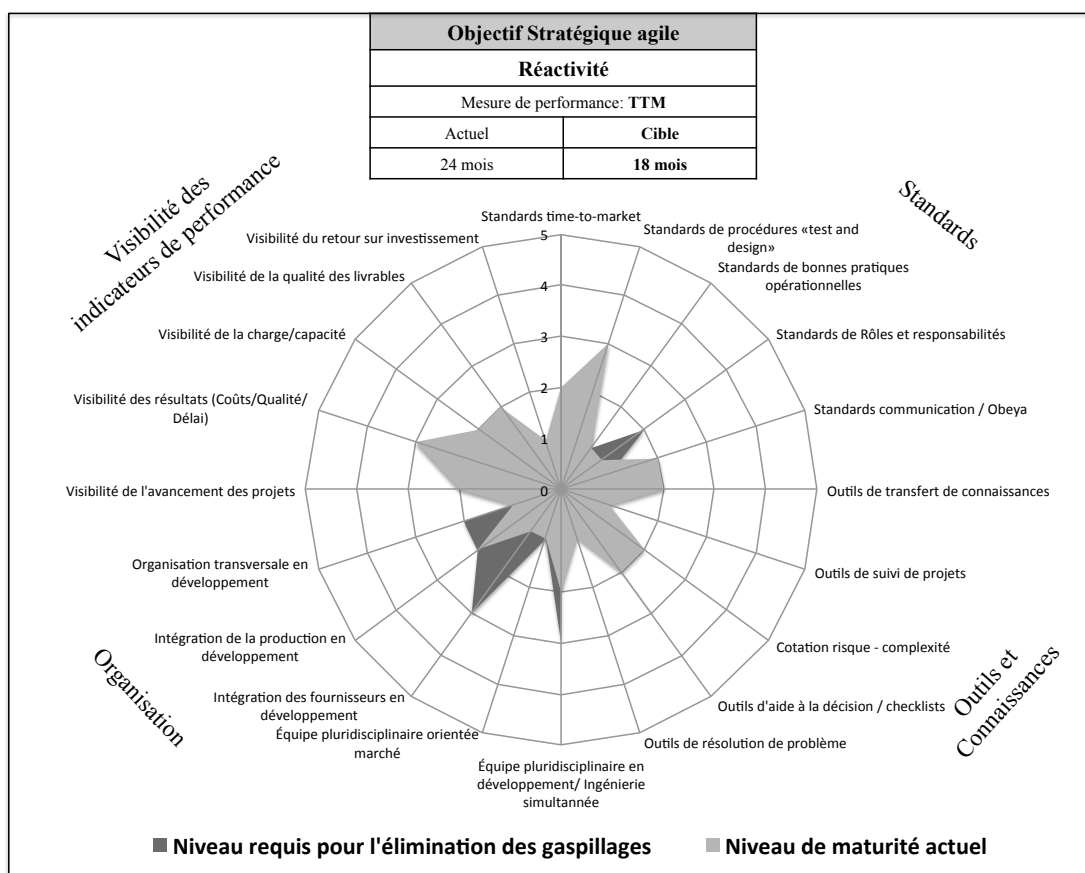 Objectif Stratégique agile
Réactivité
Mesure de performance: TTM
Actuel
Cible
24 mois
18 mois
Visibilité des
indicateurs de performance
Standards
Standards time-to-market
Standards de procédures «test and
design»
Standards de bonnes pratiques
opérationnelles
Standards de Rôles et responsabilités
Standards communication / Obeya
Outils de transfert de connaissances
Outils de suivi de projets
Cotation risque - complexité
Outils d'aide à la décision / checklists
Outils de résolution de problème
Équipe pluridisciplinaire en
développement/ Ingénierie
simultannée
Équipe pluridisciplinaire orientée
marché
Intégration des fournisseurs en
développement
Intégration de la production en
développement
Organisation transversale en
développement
Visibilité de l'avancement des projets
Visibilité des résultats (Coûts/Qualité/
Délai)
Visibilité de la charge/capacité
Visibilité de la qualité des livrables
Visibilité du retour sur investissement
5
4
3
2
1
0
Organisation
Outils et
Connaissances
Niveau requis pour l'élimination des gaspillages
Niveau de maturité actuel